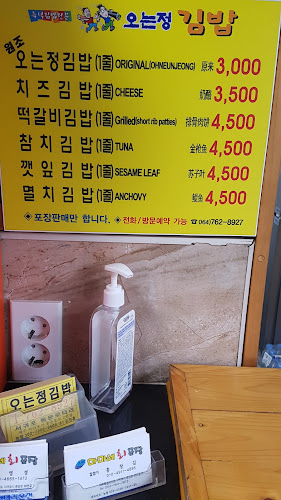 오는정김밥
원조
오는정김밥 (1줄) ORIGINAL(OHNEUNJEONG) 原来 3,000
치즈김밥 (1줄) CHEESE 奶酪 3,500
떡갈비김밥 (1줄) Grilled(short rib patties) 排骨肉饼 4,500
참치김밥 (1줄) TUNA 金枪鱼 4,500
깻잎김밥 (1줄) SESAME LEAF 苏子叶 4,500
멸치김밥 (1줄) ANCHOVY 鳀鱼 4,500
※ 포장판매만 합니다. ※ 전화/방문예약 가능 ☎ (064)762-8927
오는정김밥